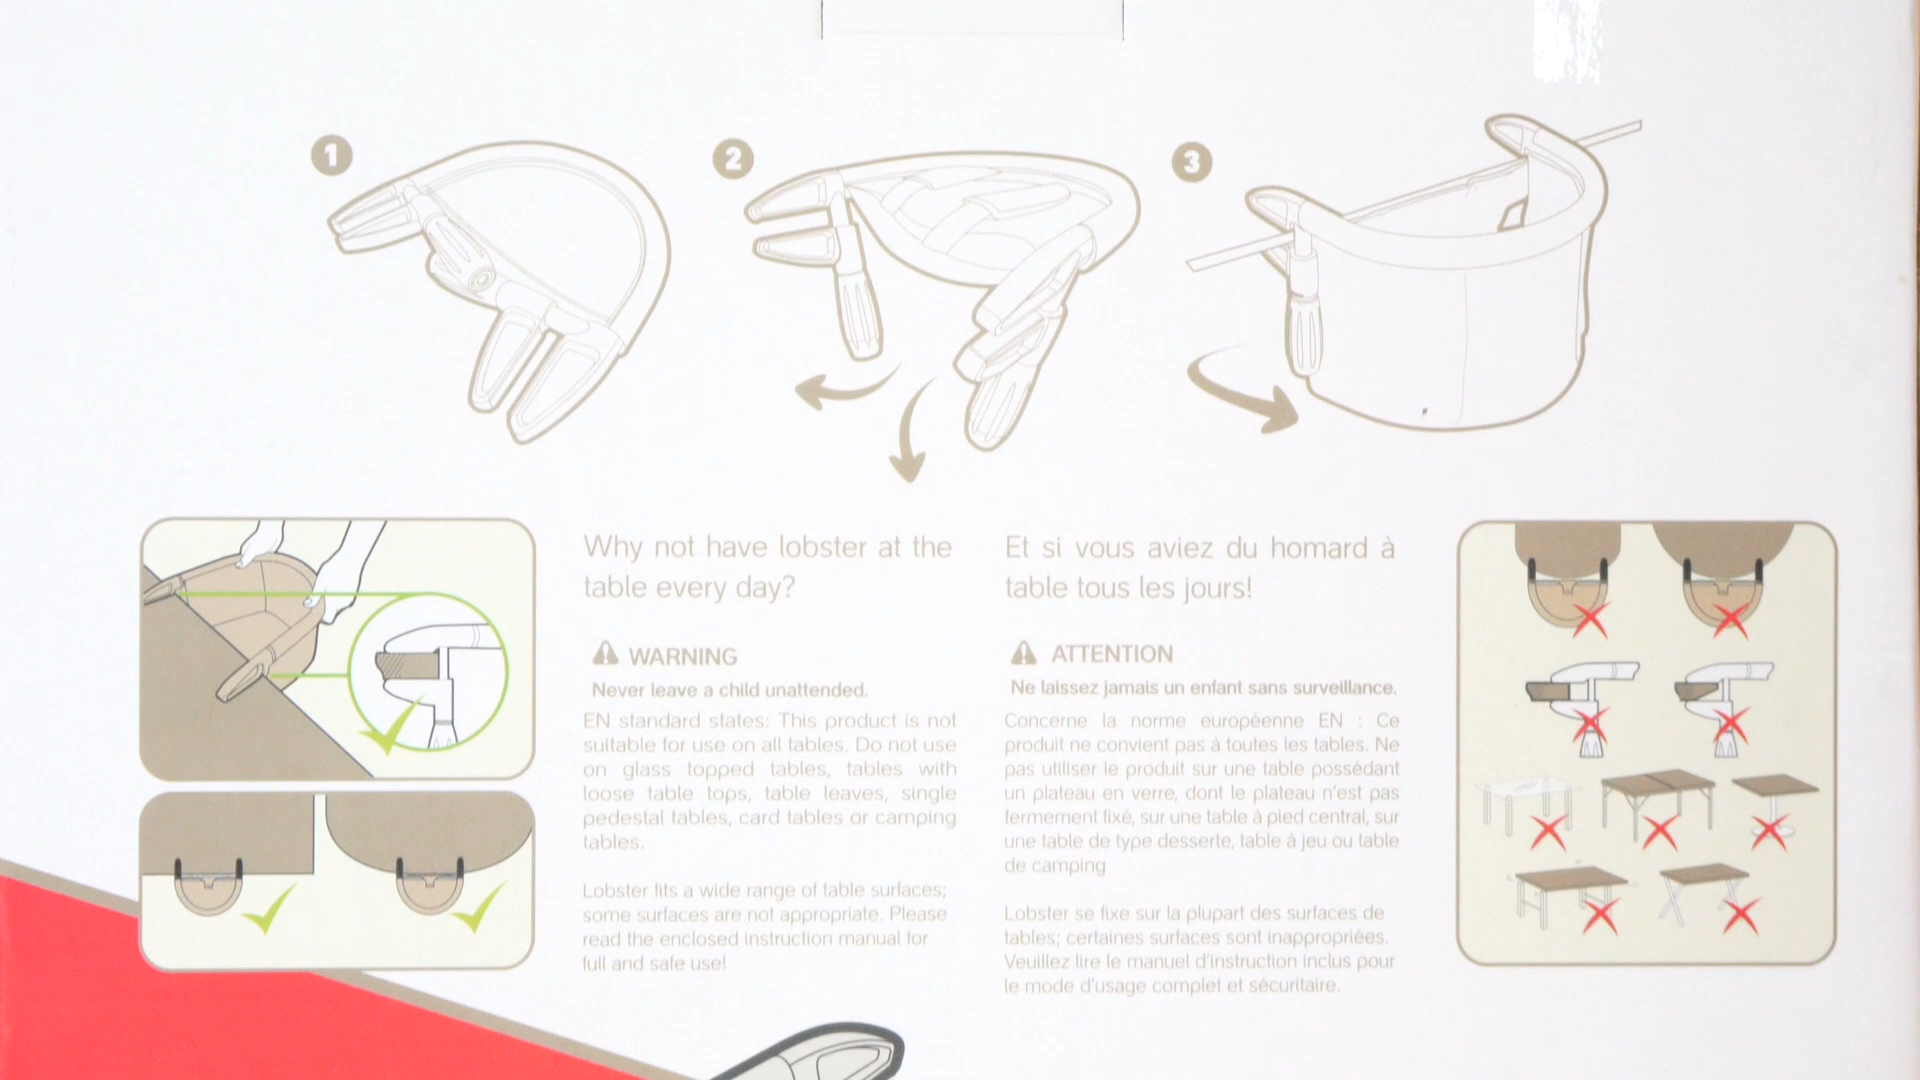 1
2
3
Why not have lobster at the
table every day?
WARNING
Never leave a child unattended.
EN standard states: This product is not
suitable for use on all tables. Do not use
on glass topped tables, tables with
loose table tops, table leaves, single
pedestal tables, card tables or camping
tables.
Lobster fits a wide range of table surfaces;
some surfaces are not appropriate. Please
read the enclosed instruction manual for
full and safe use!
Et si vous aviez du homard à
table tous les jours!
ATTENTION
Ne laissez jamais un enfant sans surveillance.
Concerne la norme européenne EN : Ce
produit ne convient pas à toutes les tables. Ne
pas utiliser le produit sur une table possédant
un plateau en verre, dont le plateau n'est pas
fermement fixé, sur une table à pied central, sur
une table de type desserte, table à jeu ou table
de camping
Lobster se fixe sur la plupart des surfaces de
tables; certaines surfaces sont inappropriées.
Veuillez lire le manuel d'instruction inclus pour
le mode d'usage complet et sécuritaire.